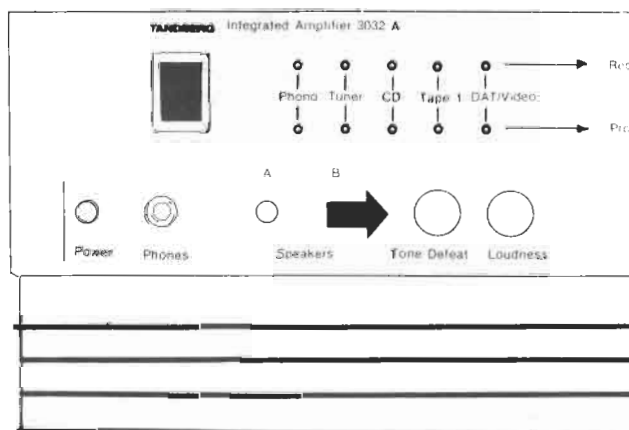 TANDBERG Integrated Amplifier 3032 A
Phono Tuner CD Tape 1 DAT/Video
A B
Power Phones Speakers Tone Defeat Loudness